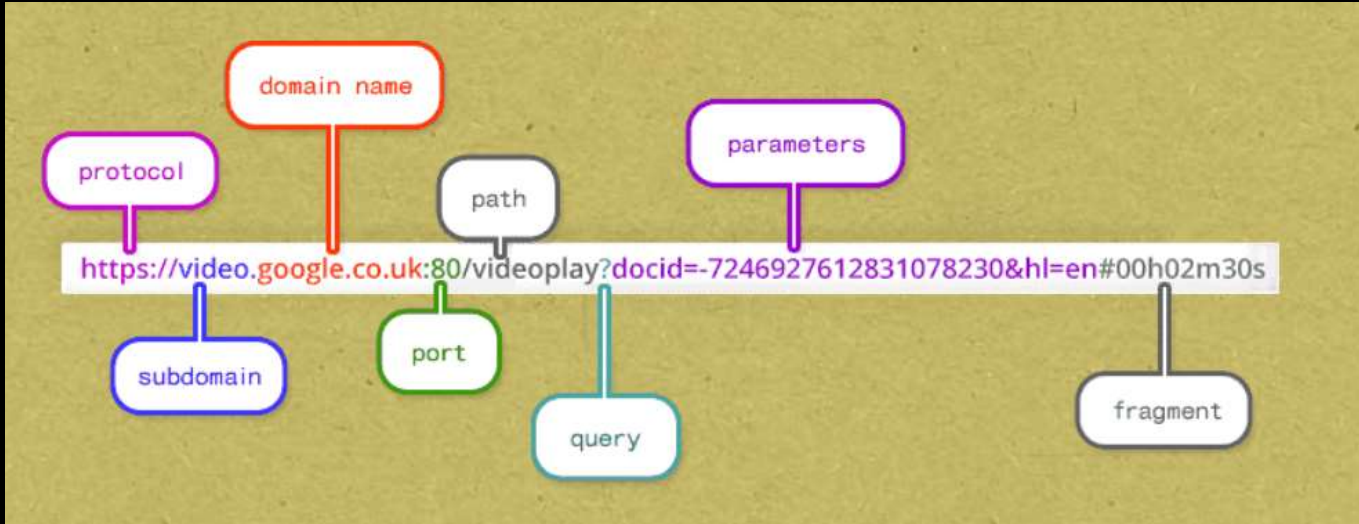 domain name
parameters
protocol
path
https://video.google.co.uk:80/videoplay?docid=-7246927612831078230&hl=en#00h02m30s
port
subdomain
fragment
query